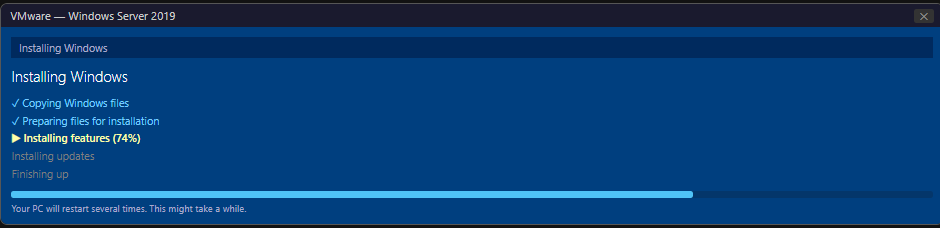 VMware — Windows Server 2019
Installing Windows
Installing Windows
✓ Copying Windows files
✓ Preparing files for installation
▶ Installing features (74%)
Installing updates
Finishing up
Your PC will restart several times. This might take a while.